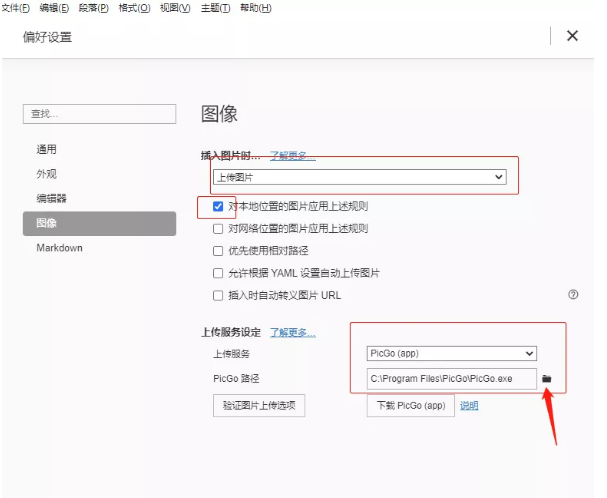 文件(F) 编辑(E) 段落(P) 格式(O) 视图(V) 主题(T) 帮助(H)
偏好设置
查找...
通用
外观
编辑器
图像
Markdown
图像
插入图片时... 了解更多...
上传图片
对本地位置的图片应用上述规则
对网络位置的图片应用上述规则
优先使用相对路径
允许根据 YAML 设置自动上传图片
插入时自动转义图片 URL
上传服务设定 了解更多...
上传服务 PicGo (app)
PicGo 路径 C:\Program Files\PicGo\PicGo.exe
验证图片上传选项 下载 PicGo (app) 说明